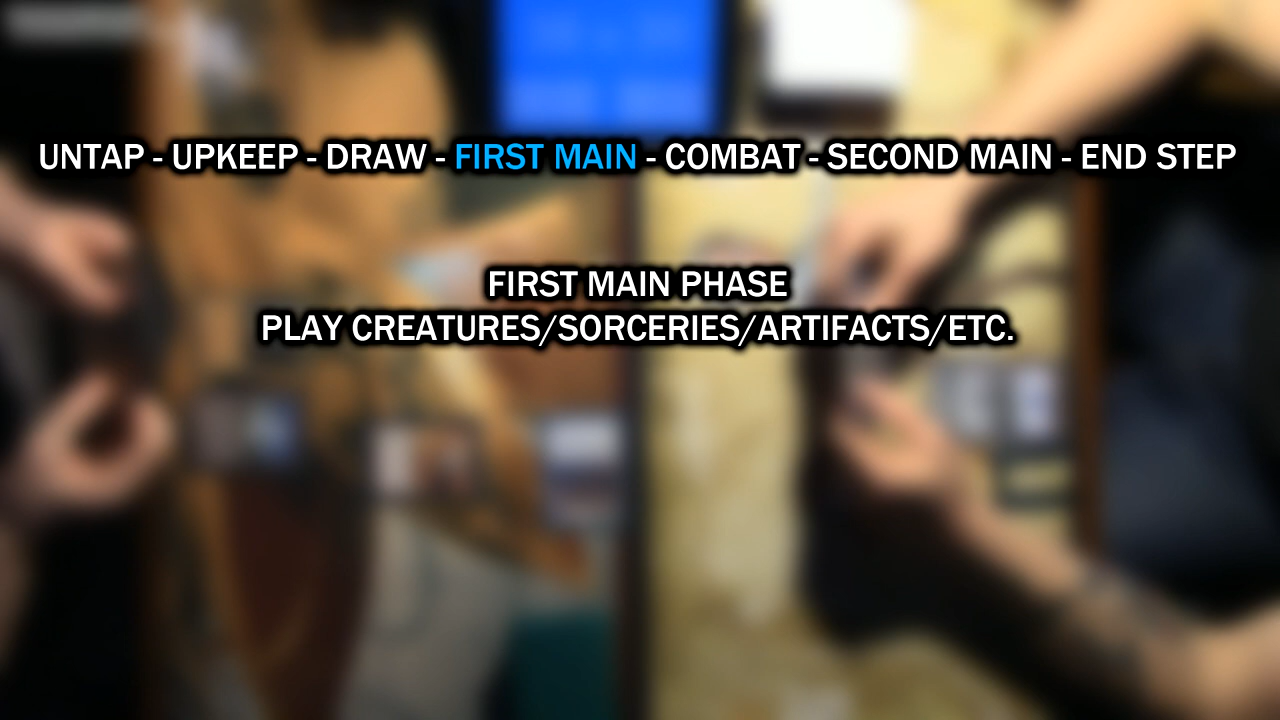 UNTAP - UPKEEP - DRAW - FIRST MAIN - COMBAT - SECOND MAIN - END STEP
FIRST MAIN PHASE
PLAY CREATURES/SORCERIES/ARTIFACTS/ETC.